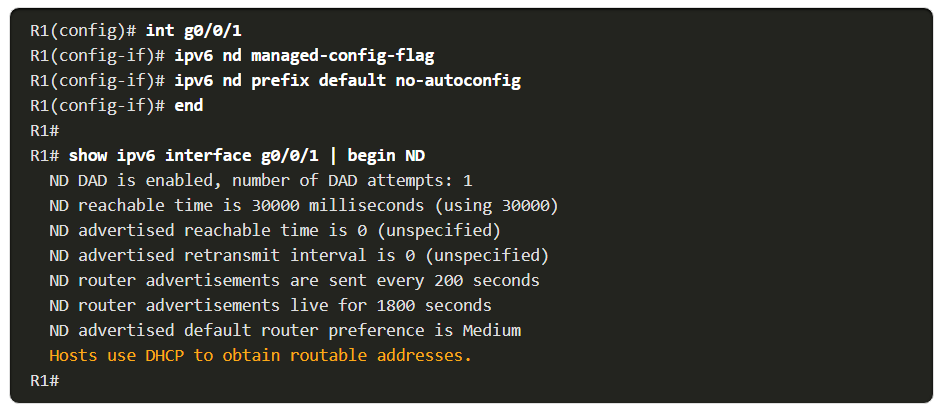 R1(config)# int g0/0/1
R1(config-if)# ipv6 nd managed-config-flag
R1(config-if)# ipv6 nd prefix default no-autoconfig
R1(config-if)# end
R1#
R1# show ipv6 interface g0/0/1 | begin ND
  ND DAD is enabled, number of DAD attempts: 1
  ND reachable time is 30000 milliseconds (using 30000)
  ND advertised reachable time is 0 (unspecified)
  ND advertised retransmit interval is 0 (unspecified)
  ND router advertisements are sent every 200 seconds
  ND router advertisements live for 1800 seconds
  ND advertised default router preference is Medium
  Hosts use DHCP to obtain routable addresses.
R1#